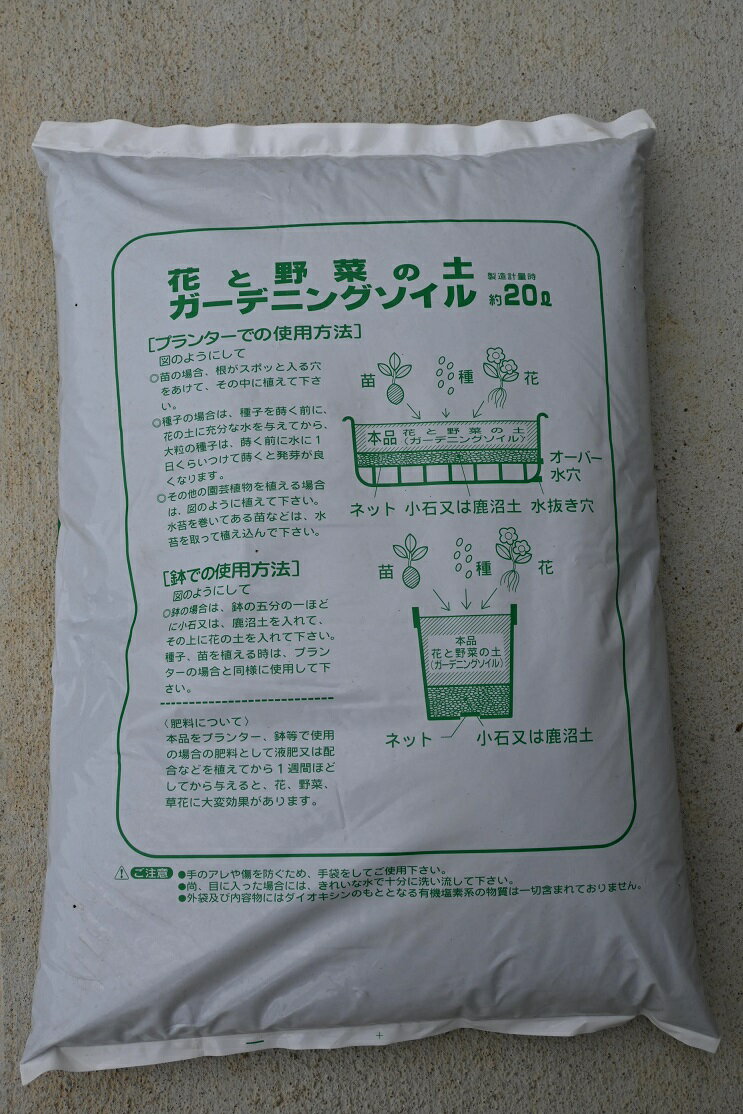 花と野菜の土
ガーデニングソイル
製造計量時
約20ℓ
[プランターでの使用方法]
図のようにして
◎苗の場合、根がスポッと入る穴
をあけて、その中に植えて下さ
い。
◎種子の場合は、種子を蒔く前に、
花の土に充分な水を与えてから、
大粒の種子は、蒔く前に水に1
日くらいつけて蒔くと発芽が良
くなります。
◎その他の園芸植物を植える場合
は、図のように植えて下さい。
水苔を巻いてある苗などは、水
苔を取って植え込んで下さい。
苗 種 花
本品 花と野菜の土
(ガーデニングソイル)
オーバー
水穴
ネット 小石又は鹿沼土 水抜き穴
[鉢での使用方法]
図のようにして
◎鉢の場合は、鉢の五分の一ほど
に小石又は、鹿沼土を入れて、
その上に花の土を入れて下さい。
種子、苗を植える時は、プラン
ターの場合と同様に使用して下
さい。
苗 種 花
本品
花と野菜の土
(ガーデニングソイル)
ネット 小石又は鹿沼土
〈肥料について〉
本品をプランター、鉢等で使用
の場合の肥料として液肥又は配
合などを植えてから1週間ほど
してから与えると、花、野菜、
草花に大変効果があります。
ご注意
●手のアレや傷を防ぐため、手袋をしてご使用下さい。
●尚、目に入った場合には、きれいな水で十分に洗い流して下さい。
●外袋及び内容物にはダイオキシンのもととなる有機塩素系の物質は一切含まれておりません。